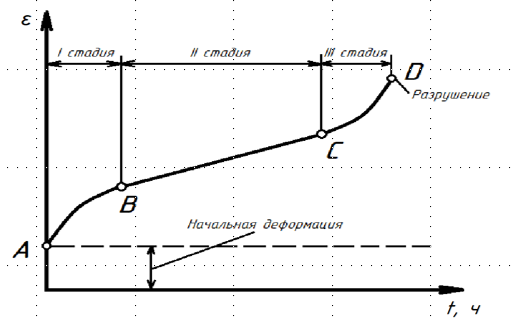 ε
I стадия
II стадия
III стадия
D
Разрушение
C
B
Начальная деформация
A
t, ч